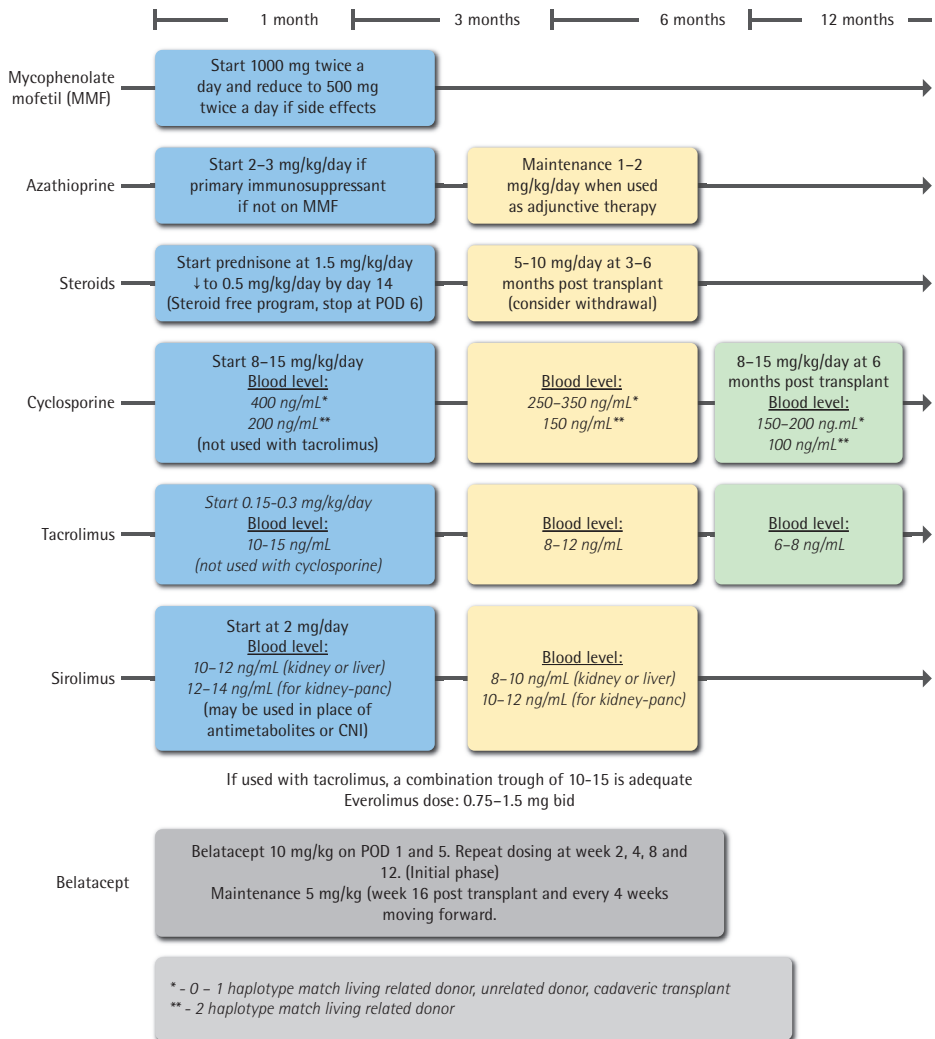 1 month 3 months 6 months 12 months
Mycophenolate
mofetil (MMF)
Start 1000 mg twice a
day and reduce to 500 mg
twice a day if side effects
Azathioprine
Start 2–3 mg/kg/day if
primary immunosuppressant
if not on MMF
Maintenance 1–2
mg/kg/day when used
as adjunctive therapy
Steroids
Start prednisone at 1.5 mg/kg/day
↓ to 0.5 mg/kg/day by day 14
(Steroid free program, stop at POD 6)
5-10 mg/day at 3–6
months post transplant
(consider withdrawal)
Cyclosporine
Start 8–15 mg/kg/day
Blood level:
400 ng/mL*
200 ng/mL**
(not used with tacrolimus)
Blood level:
250–350 ng/mL*
150 ng/mL**
8–15 mg/kg/day at 6
months post transplant
Blood level:
150–200 ng.mL*
100 ng/mL**
Tacrolimus
Start 0.15-0.3 mg/kg/day
Blood level:
10-15 ng/mL
(not used with cyclosporine)
Blood level:
8–12 ng/mL
Blood level:
6–8 ng/mL
Sirolimus
Start at 2 mg/day
Blood level:
10–12 ng/mL (kidney or liver)
12–14 ng/mL (for kidney-panc)
(may be used in place of
antimetabolites or CNI)
Blood level:
8–10 ng/mL (kidney or liver)
10–12 ng/mL (for kidney-panc)
If used with tacrolimus, a combination trough of 10-15 is adequate
Everolimus dose: 0.75–1.5 mg bid
Belatacept
Belatacept 10 mg/kg on POD 1 and 5. Repeat dosing at week 2, 4, 8 and
12. (Initial phase)
Maintenance 5 mg/kg (week 16 post transplant and every 4 weeks
moving forward.
* - 0 – 1 haplotype match living related donor, unrelated donor, cadaveric transplant
** - 2 haplotype match living related donor